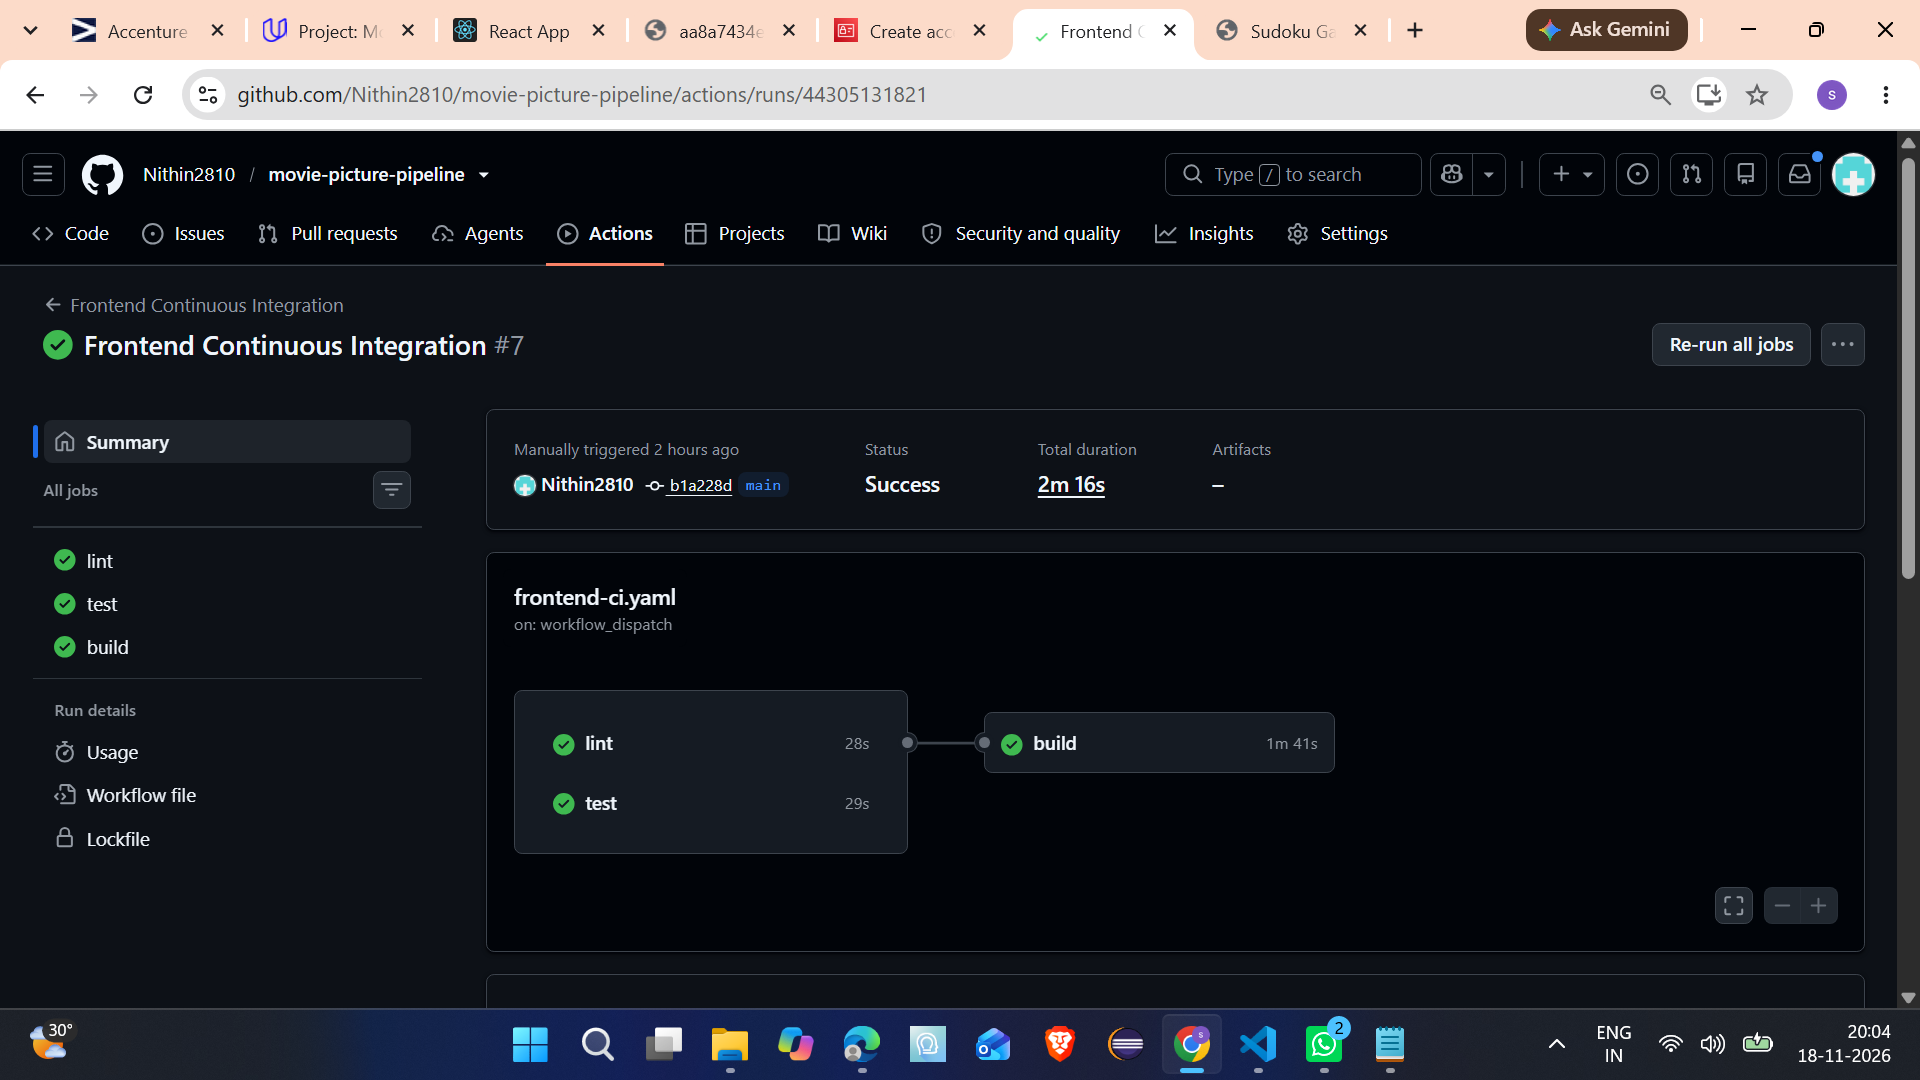 Accenture
Project: Mo
React App
aa8a7434e
Create acc
Frontend C
Sudoku Ga
Ask Gemini
github.com/Nithin2810/movie-picture-pipeline/actions/runs/44305131821
s
Nithin2810 / movie-picture-pipeline
Type / to search
Code
Issues
Pull requests
Agents
Actions
Projects
Wiki
Security and quality
Insights
Settings
Frontend Continuous Integration
Frontend Continuous Integration #7
Re-run all jobs
Summary
All jobs
lint
test
build
Run details
Usage
Workflow file
Lockfile
Manually triggered 2 hours ago
Nithin2810 b1a228d main
Status
Success
Total duration
2m 16s
Artifacts
–
frontend-ci.yaml
on: workflow_dispatch
lint 28s
test 29s
build 1m 41s
30°
2
ENG
IN
20:04
18-11-2026